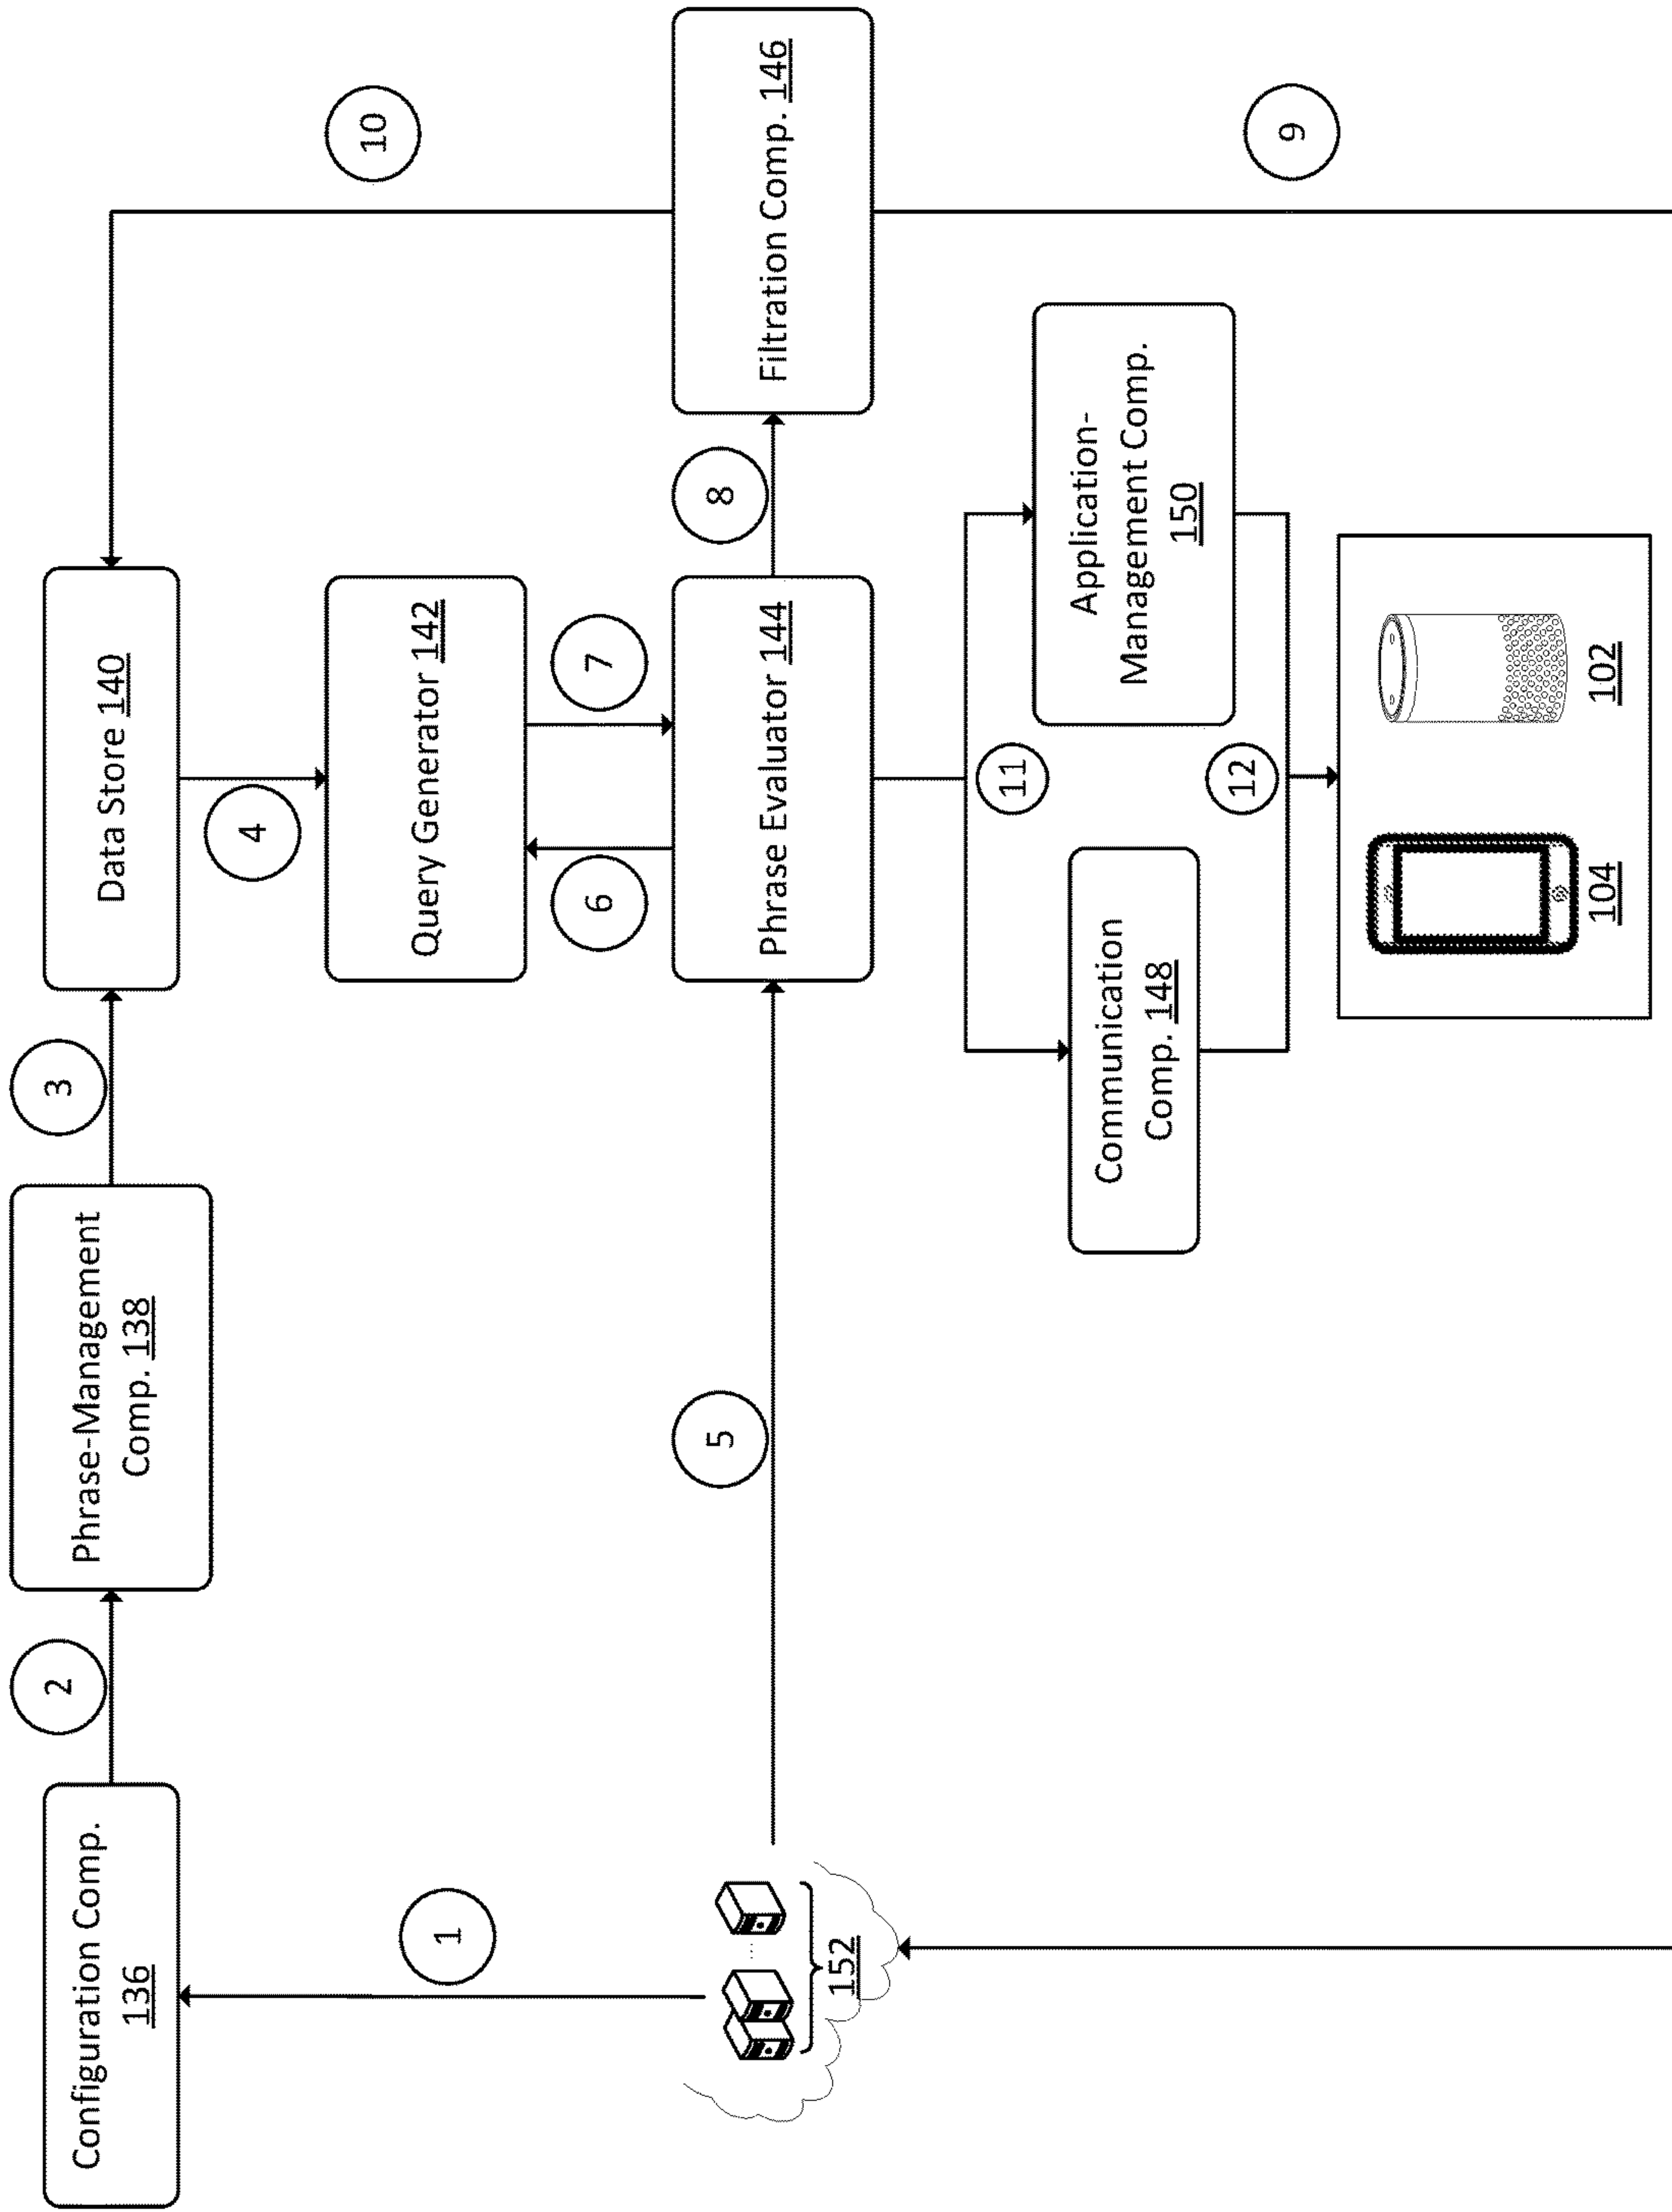 Configuration Comp.
136
2
Phrase-Management
Comp. 138
3
Data Store 140
10
4
1
Query Generator 142
6
7
5
Phrase Evaluator 144
8
Filtration Comp. 146
152
11
Communication
Comp. 148
Application-
Management Comp.
150
12
9
104
102